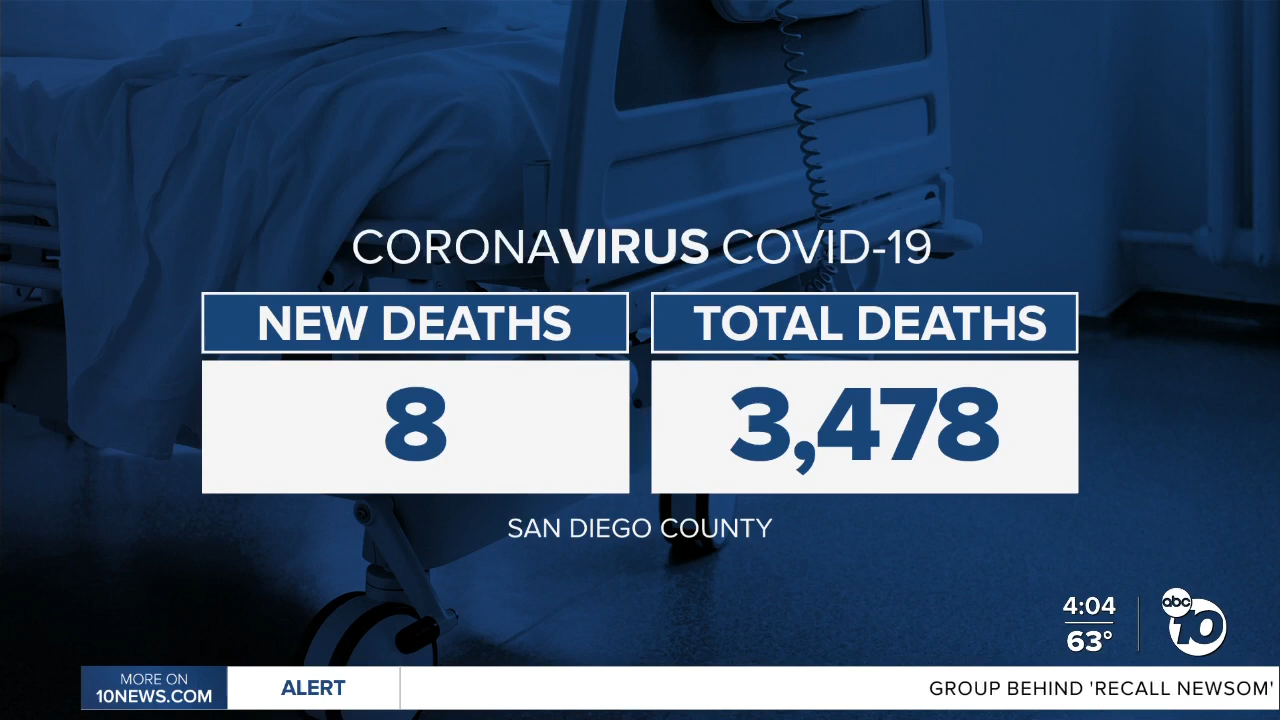 CORONAVIRUS COVID-19
NEW DEATHS
TOTAL DEATHS
8
3,478
SAN DIEGO COUNTY
4:04
63°
abc
10
MORE ON
10NEWS.COM
ALERT
GROUP BEHIND 'RECALL NEWSOM'